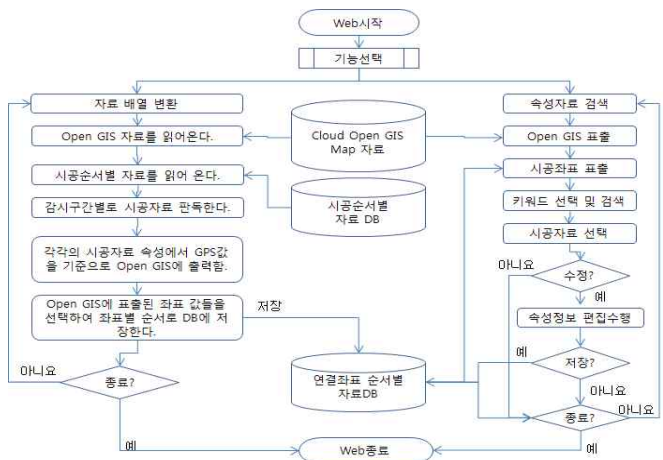 Web시작
기능선택
자료 배열 변환
Open GIS 자료를 읽어온다.
시공순서별 자료를 읽어 온다.
감시구간별로 시공자료 판독한다.
각각의 시공자료 속성에서 GPS값
을 기준으로 Open GIS에 출력함.
Open GIS에 표출된 좌표 값들을
선택하여 좌표별 순서로 DB에 저
장한다.
저장
아니요
종료?
예
Cloud Open GIS
Map 자료
시공순서별
자료 DB
연결좌표 순서별
자료DB
Web종료
속성자료 검색
Open GIS 표출
시공좌표 표출
키워드 선택 및 검색
시공자료 선택
아니요
수정?
예
속성정보 편집수행
예
저장?
아니요
종료?
아니요
예